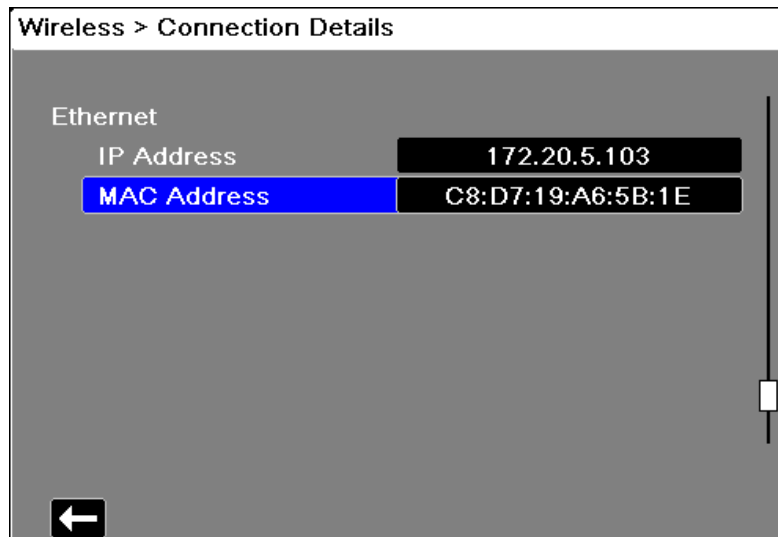 Wireless > Connection Details
Ethernet
IP Address 172.20.5.103
MAC Address C8:D7:19:A6:5B:1E